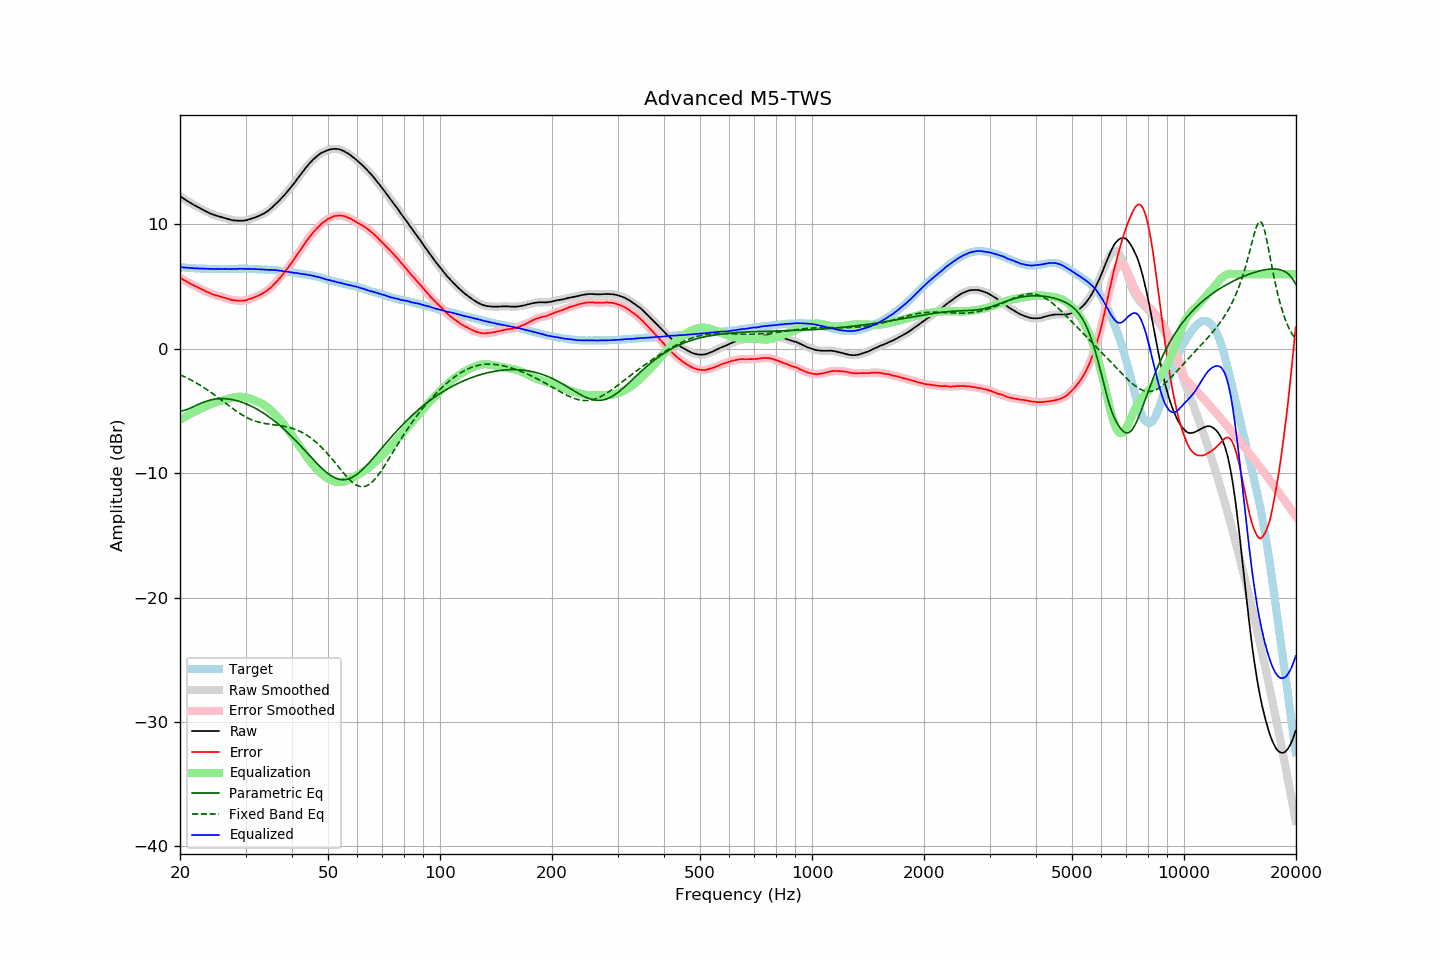 Advanced M5-TWS
Amplitude (dBr)
10
0
−10
−20
−30
−40
Target
Raw Smoothed
Error Smoothed
Raw
Error
Equalization
Parametric Eq
Fixed Band Eq
Equalized
20 50 100 200 500 1000 2000 5000 10000 20000
Frequency (Hz)